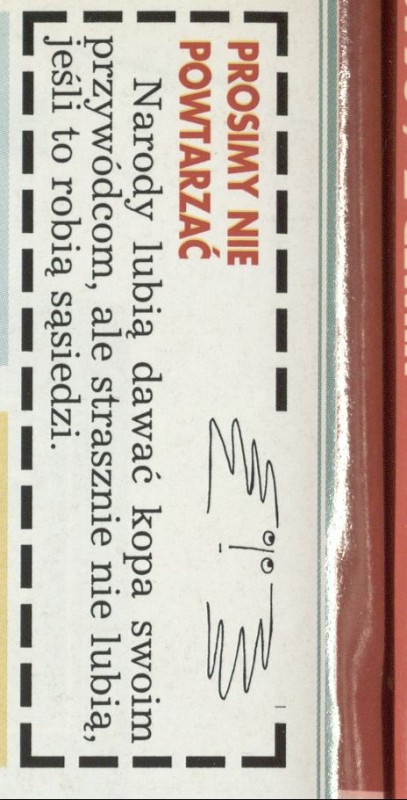 PROSIMY NIE
POWTARZAĆ
Narody lubią dawać kopa swoim
przywódcom, ale strasznie nie lubią,
jeśli to robią sąsiedzi.